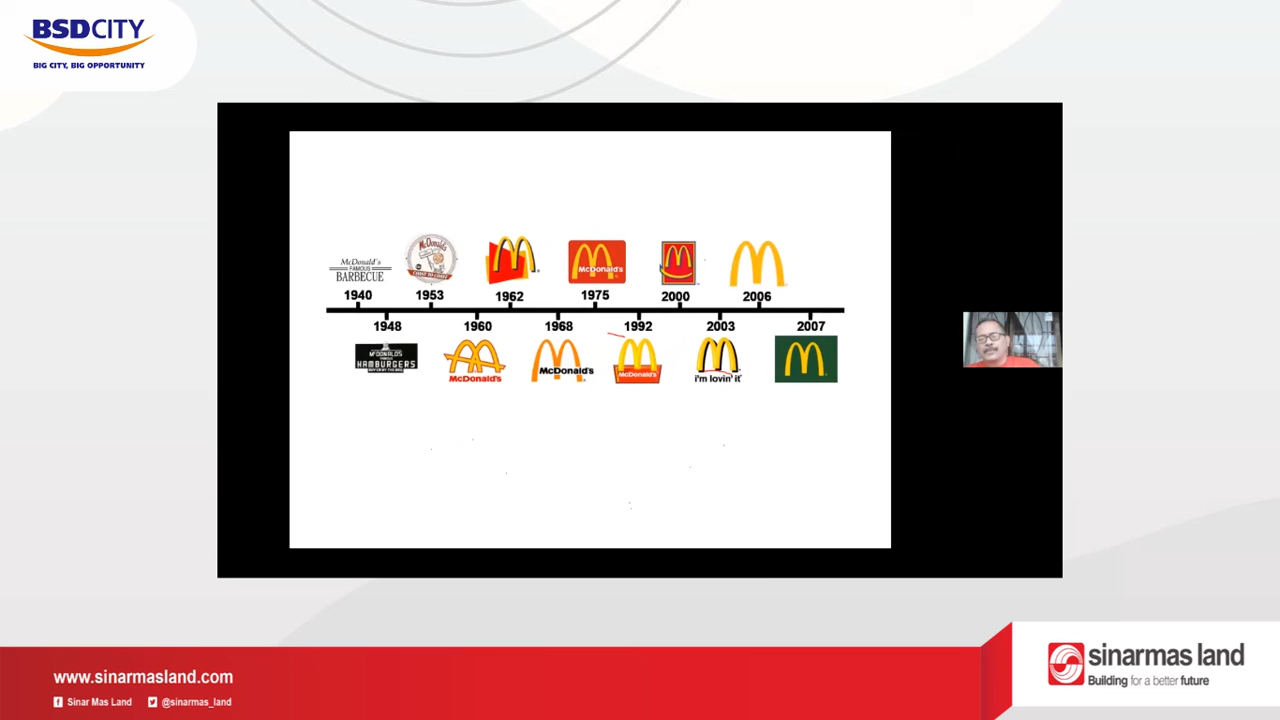 BSDCITY
BIG CITY, BIG OPPORTUNITY
McDonald's
FAMOUS
BARBECUE
McDonald's
McDonald's
1940
1953
1962
1975
2000
2006
1948
1960
1968
1992
2003
2007
McDONALD'S
FAMOUS
HAMBURGERS
McDonald's
McDonald's
McDonald's
i'm lovin' it
www.sinarmasland.com
Sinar Mas Land
@sinarmas_land
sinarmas land
Building for a better future